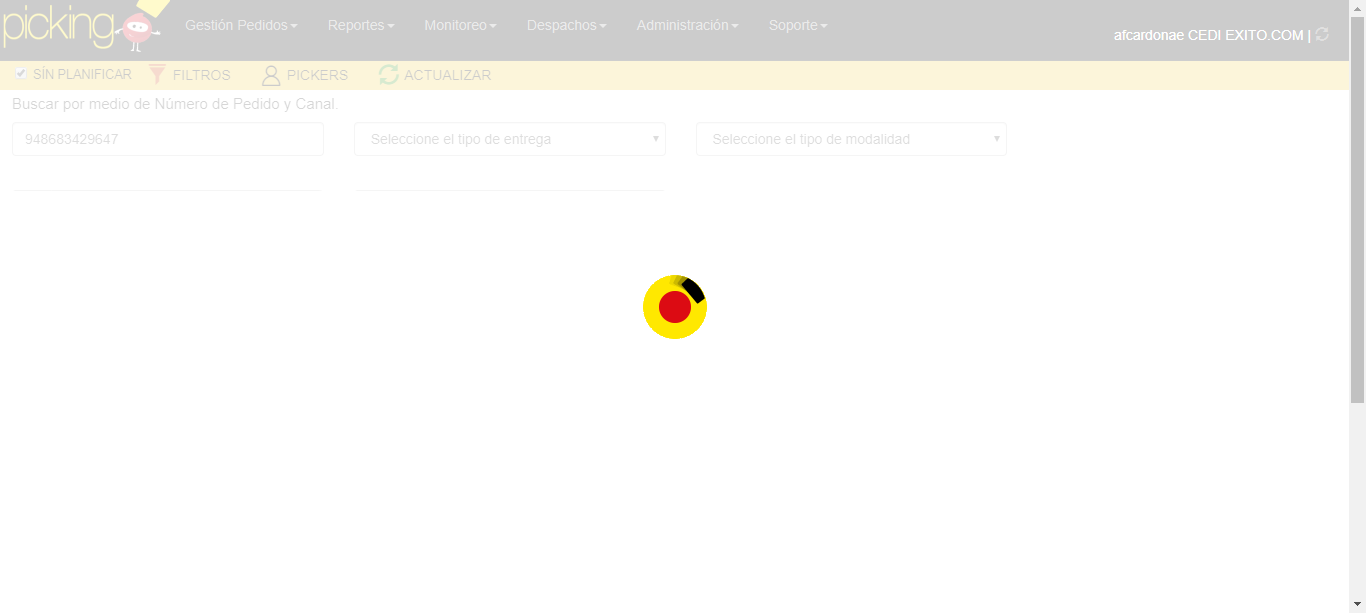 picking
Gestión Pedidos Reportes Monitoreo Despachos Administración Soporte
afcardonae CEDI EXITO.COM |
SÍN PLANIFICAR FILTROS PICKERS ACTUALIZAR
Buscar por medio de Número de Pedido y Canal.
948683429647 Seleccione el tipo de entrega Seleccione el tipo de modalidad